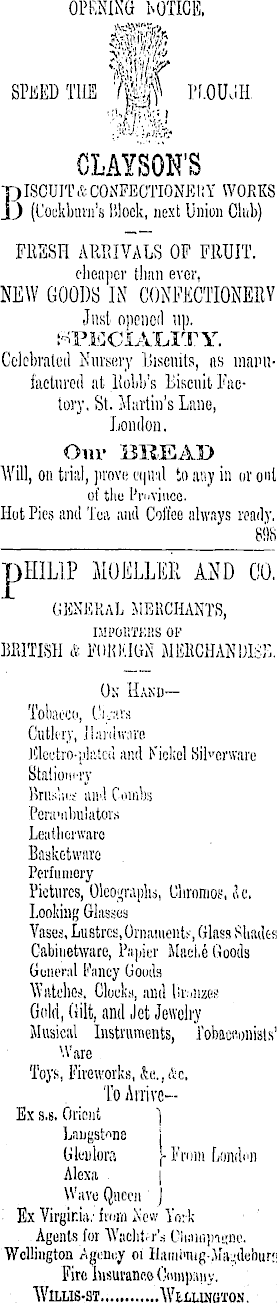 OPENING NOTICE.
SPEED THE PLOUGH
CLAYSON'S
BISCUIT & CONFECTIONERY WORKS
(Cockburn's Block, next Union Club)
FRESH ARRIVALS OF FRUIT.
cheaper than ever,
NEW GOODS IN CONFECTIONERY
Just opened up.
SPECIALITY.
Celebrated Nursery Biscuits, as manu-
factured at Robb's Biscuit Fac-
tory, St. Martin's Lane,
London.
Our BREAD
Will, on trial, prove equal to any in or out
of the Province.
Hot Pies and Tea and Coffee always ready.
898
PHILIP MOELLER AND CO.
GENERAL MERCHANTS,
IMPORTERS OF
BRITISH & FOREIGN MERCHANDISE.
ON HAND—
Tobacco, Cigars
Cutlery, Hardware
Electro-plated and Nickel Silverware
Stationery
Brushes and Combs
Perambulators
Leatherware
Basketware
Perfumery
Pictures, Oleographs, Chromos, &c.
Looking Glasses
Vases, Lustres, Ornaments, Glass Shades
Cabinetware, Papier Maché Goods
General Fancy Goods
Watches, Clocks, and Bronzes
Gold, Gilt, and Jet Jewelry
Musical Instruments, Tobacconists'
Ware
Toys, Fireworks, &c., &c.
To Arrive—
Ex s.s. Orient
Langstone
Glenlora } From London
Alexa
Wave Queen
Ex Virginia from New York
Agents for Wachter's Champagne.
Wellington Agency of Hamburg-Magdeburg
Fire Insurance Company.
WILLIS-ST............WELLINGTON.